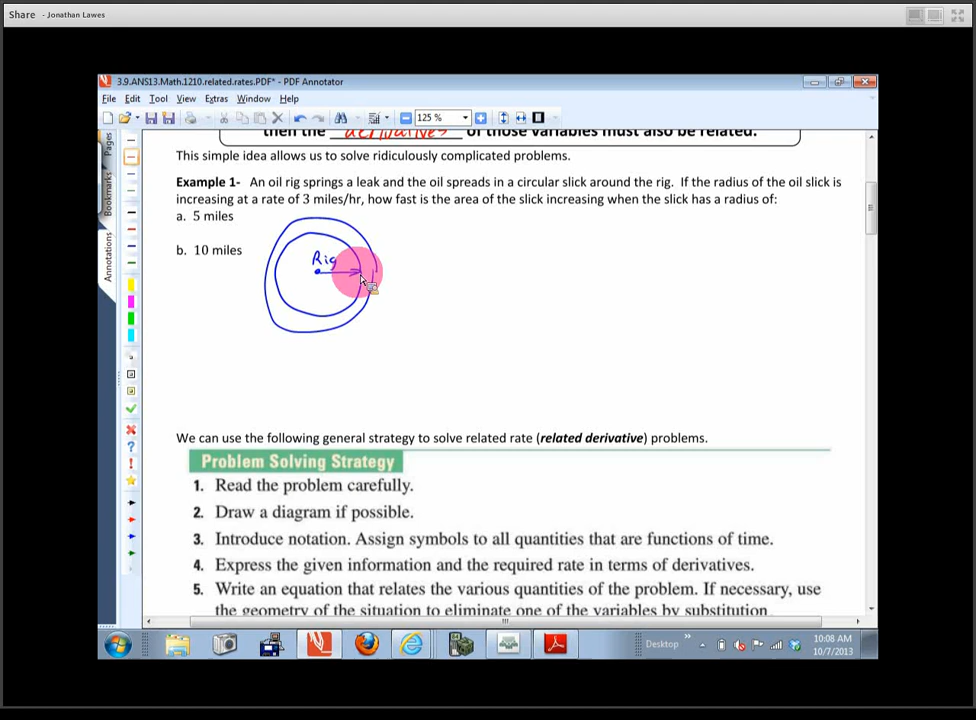 Share - Jonathan Lawes
3.9.ANS13.Math.1210.related.rates.PDF* - PDF Annotator
File Edit Tool View Extras Window Help
125 %
Pages
Bookmarks
Annotations
then the derivatives of those variables must also be related.
This simple idea allows us to solve ridiculously complicated problems.
Example 1- An oil rig springs a leak and the oil spreads in a circular slick around the rig. If the radius of the oil slick is
increasing at a rate of 3 miles/hr, how fast is the area of the slick increasing when the slick has a radius of:
a. 5 miles
b. 10 miles
Rig
We can use the following general strategy to solve related rate (related derivative) problems.
Problem Solving Strategy
1. Read the problem carefully.
2. Draw a diagram if possible.
3. Introduce notation. Assign symbols to all quantities that are functions of time.
4. Express the given information and the required rate in terms of derivatives.
5. Write an equation that relates the various quantities of the problem. If necessary, use
the geometry of the situation to eliminate one of the variables by substitution
Desktop
10:08 AM
10/7/2013